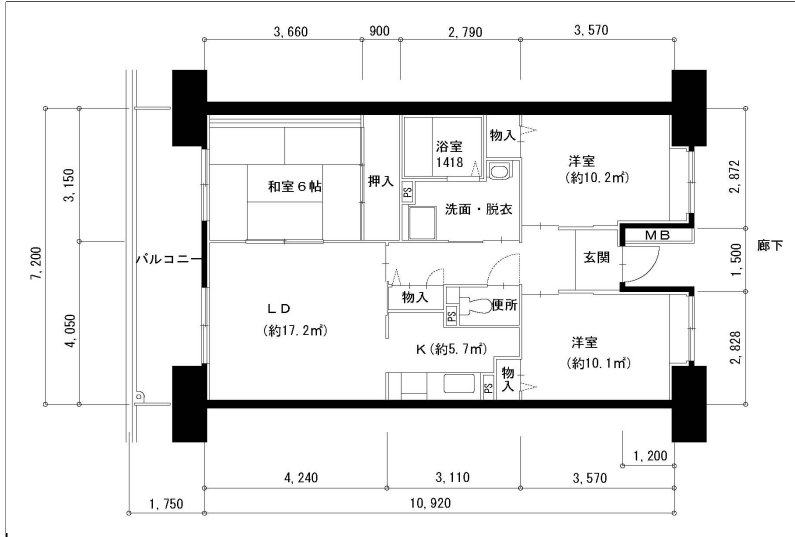 3,660
900
2,790
3,570
物入
浴室
1418
洋室
(約10.2㎡)
和室6帖
押入
PS
洗面・脱衣
3,150
2,872
7,200
バルコニー
MB
玄関
廊下
1,500
LD
(約17.2㎡)
物入
便所
PS
4,050
K(約5.7㎡)
洋室
(約10.1㎡)
物入
PS
2,828
1,200
4,240
3,110
3,570
1,750
10,920